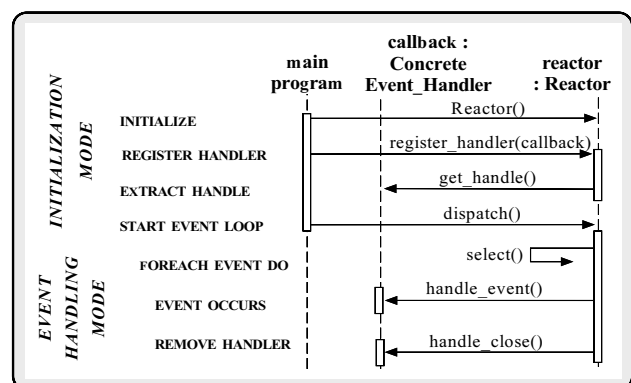 main
program
callback :
Concrete
Event_Handler
reactor
: Reactor
INITIALIZATION
MODE
INITIALIZE
Reactor()
REGISTER HANDLER
register_handler(callback)
EXTRACT HANDLE
get_handle()
START EVENT LOOP
dispatch()
EVENT
HANDLING
MODE
FOREACH EVENT DO
select()
EVENT OCCURS
handle_event()
REMOVE HANDLER
handle_close()